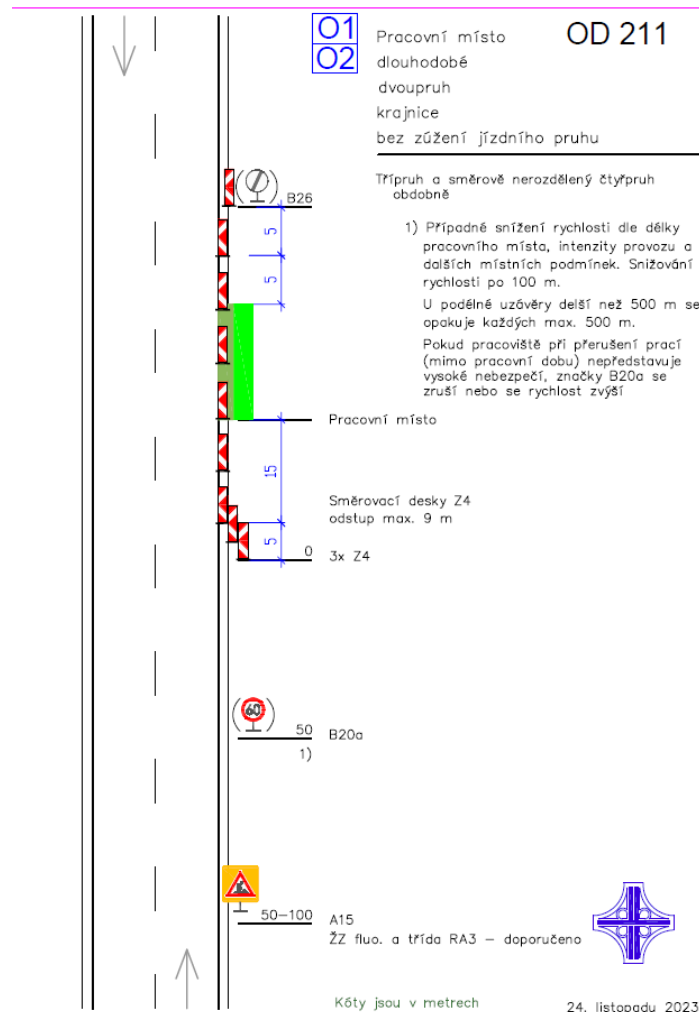 O1
O2
Pracovní místo
OD 211
dlouhodobé
dvoupruh
krajnice
bez zúžení jízdního pruhu
Třípruh a směrově nerozdělený čtyřpruh
obdobně
1) Případné snížení rychlosti dle délky
pracovního místa, intenzity provozu a
dalších místních podmínek. Snižování
rychlosti po 100 m.
U podélné uzávěry delší než 500 m se
opakuje každých max. 500 m.
Pokud pracoviště při přerušení prací
(mimo pracovní dobu) nepředstavuje
vysoké nebezpečí, značky B20a se
zruší nebo se rychlost zvýší
( ) B26
5
5
Pracovní místo
15
Směrovací desky Z4
odstup max. 9 m
5
0 3x Z4
(60) 50 B20a
1)
50-100 A15
ŽZ fluo. a třída RA3 – doporučeno
Kóty jsou v metrech
24. listopadu 2023